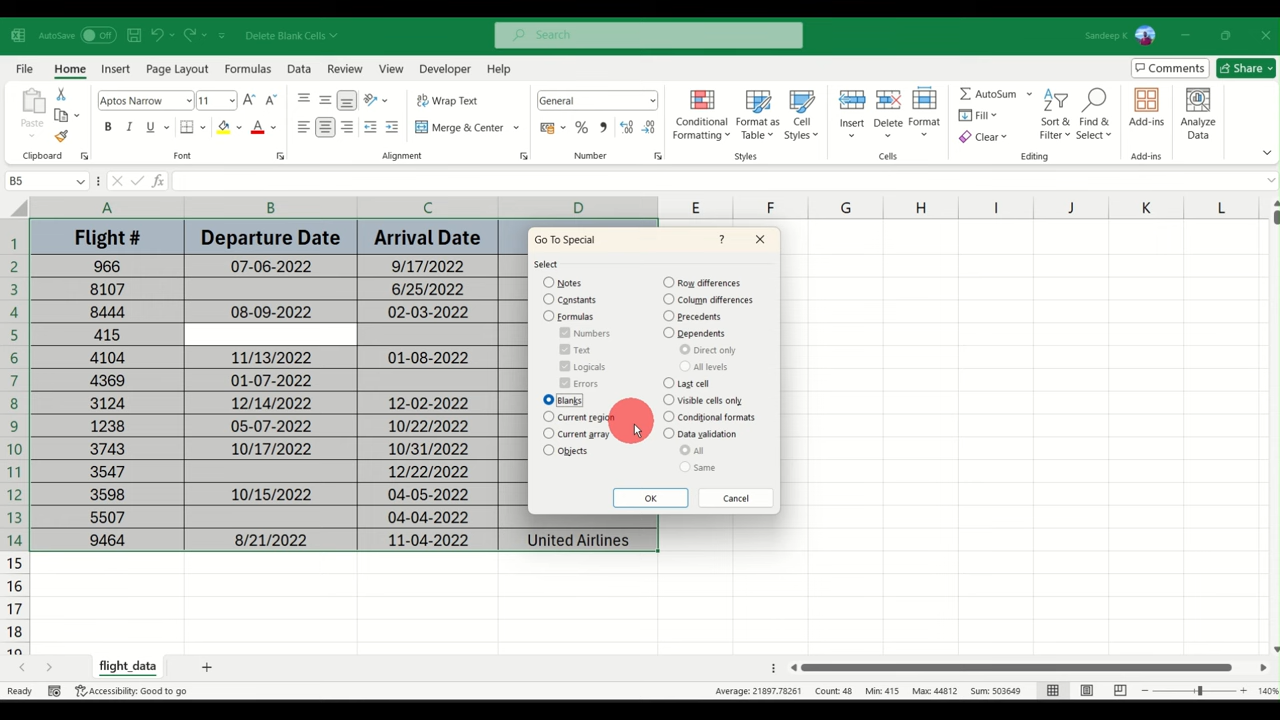 AutoSave Off Delete Blank Cells Search Sandeep K
File Home Insert Page Layout Formulas Data Review View Developer Help Comments Share
Paste Aptos Narrow 11 Wrap Text General Conditional Formatting Format as Table Cell Styles Insert Delete Format AutoSum Sort & Filter Find & Select Add-ins Analyze Data
B I U Merge & Center % Fill
Clear
Clipboard Font Alignment Number Styles Cells Editing Add-ins
B5 fx
A B C D E F G H I J K L
1 Flight # Departure Date Arrival Date
2 966 07-06-2022 9/17/2022
3 8107 6/25/2022
4 8444 08-09-2022 02-03-2022
5 415
6 4104 11/13/2022 01-08-2022
7 4369 01-07-2022
8 3124 12/14/2022 12-02-2022
9 1238 05-07-2022 10/22/2022
10 3743 10/17/2022 10/31/2022
11 3547 12/22/2022
12 3598 10/15/2022 04-05-2022
13 5507 04-04-2022
14 9464 8/21/2022 11-04-2022 United Airlines
15
16
17
18
19
Go To Special ?
Select
Notes Row differences
Constants Column differences
Formulas Precedents
Numbers Dependents
Text Direct only
Logicals All levels
Errors Last cell
Blanks Visible cells only
Current region Conditional formats
Current array Data validation
Objects All
Same
OK Cancel
flight_data
Ready Accessibility: Good to go Average: 21897.78261 Count: 48 Min: 415 Max: 44812 Sum: 503649 140%